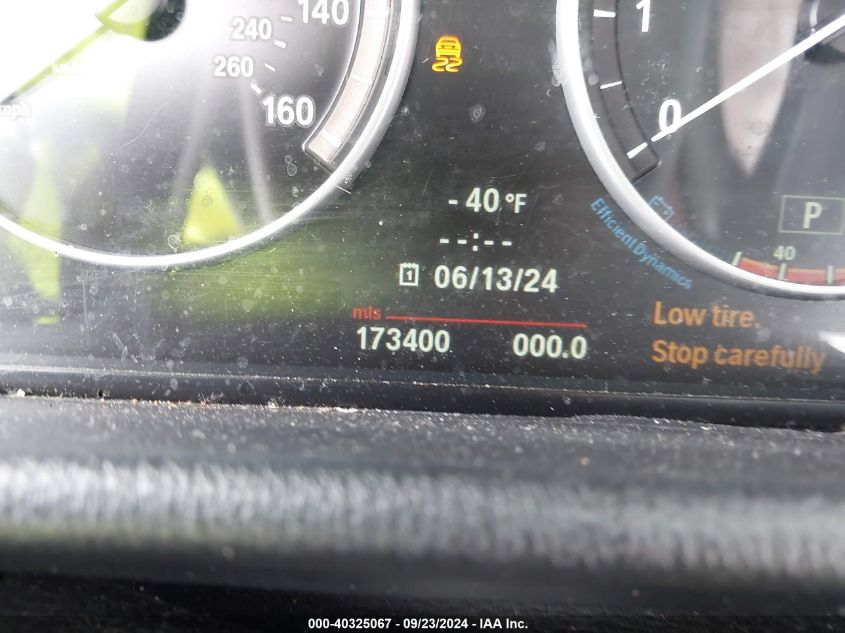 140
240
260
160
mph
1
0
- 40 °F
--:--
1 06/13/24
P
40
Efficient Dynamics
mls
173400 000.0
Low tire.
Stop carefully
000-40325067 - 09/23/2024 - IAA Inc.